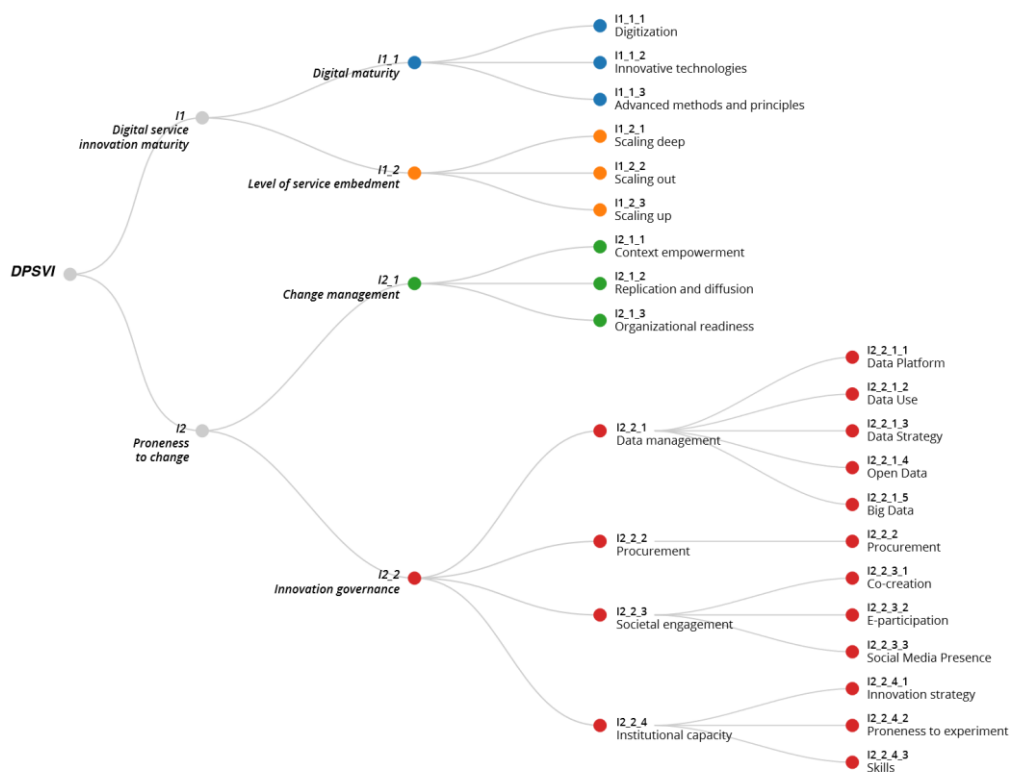 I1_1_1
Digitization
I1_1
Digital maturity
I1_1_2
Innovative technologies
I1_1_3
Advanced methods and principles
I1
Digital service
innovation maturity
I1_2_1
Scaling deep
I1_2
Level of service embedment
I1_2_2
Scaling out
I1_2_3
Scaling up
DPSVI
I2_1_1
Context empowerment
I2_1
Change management
I2_1_2
Replication and diffusion
I2_1_3
Organizational readiness
I2
Proneness
to change
I2_2_1_1
Data Platform
I2_2_1_2
Data Use
I2_2_1
Data management
I2_2_1_3
Data Strategy
I2_2_1_4
Open Data
I2_2_1_5
Big Data
I2_2_2
Procurement
I2_2_2
Procurement
I2_2
Innovation governance
I2_2_3_1
Co-creation
I2_2_3
Societal engagement
I2_2_3_2
E-participation
I2_2_3_3
Social Media Presence
I2_2_4_1
Innovation strategy
I2_2_4
Institutional capacity
I2_2_4_2
Proneness to experiment
I2_2_4_3
Skills